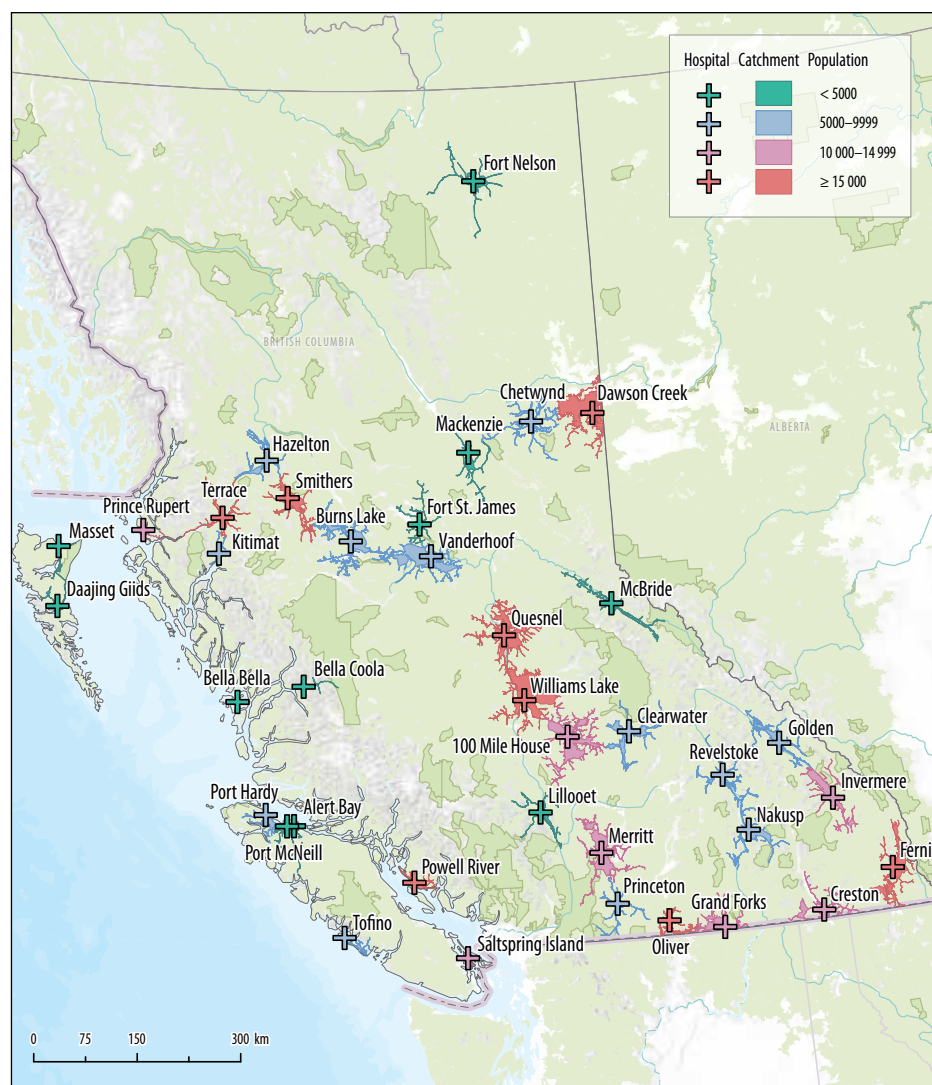 Hospital Catchment Population
< 5000
5000–9999
10 000–14 999
≥ 15 000
Fort Nelson
BRITISH COLUMBIA
ALBERTA
Chetwynd
Dawson Creek
Mackenzie
Hazelton
Smithers
Terrace
Prince Rupert
Burns Lake
Fort St. James
Masset
Kitimat
Vanderhoof
Daajing Giids
McBride
Quesnel
Bella Coola
Bella Bella
Williams Lake
Clearwater
Golden
100 Mile House
Revelstoke
Invermere
Port Hardy
Alert Bay
Lillooet
Nakusp
Port McNeill
Merritt
Ferni
Powell River
Princeton
Creston
Grand Forks
Tofino
Oliver
Saltspring Island
0 75 150 300 km